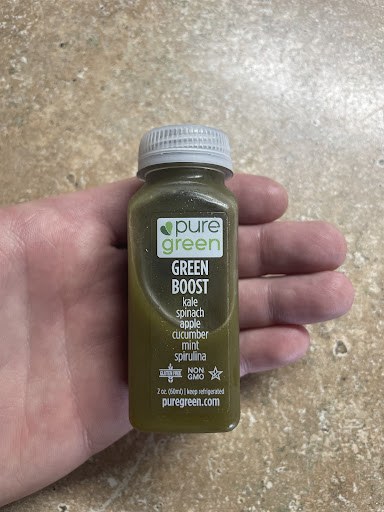 pure
green
GREEN
BOOST
kale
spinach
apple
cucumber
mint
spirulina
GLUTEN FREE
NON
GMO
2 oz. (60ml) | keep refrigerated
puregreen.com